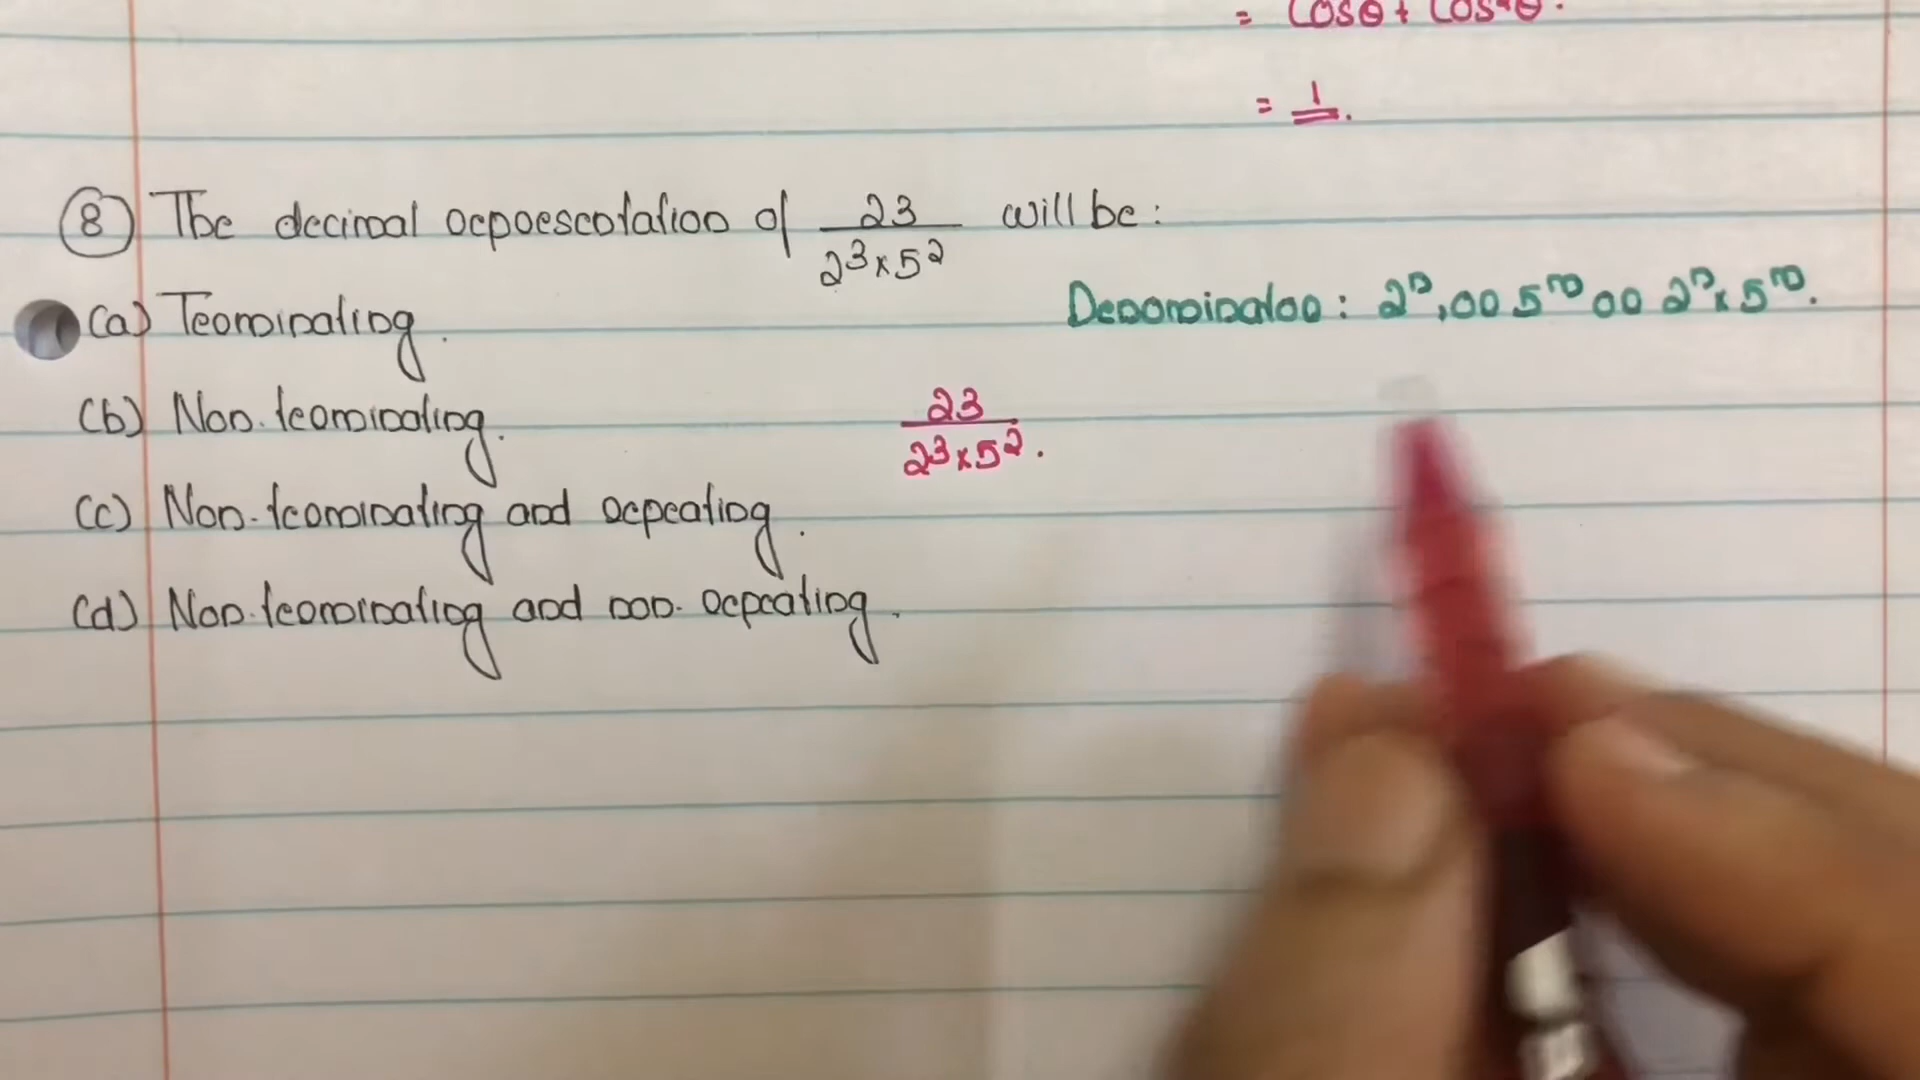 = Cosθ + Cos²θ.
= 1.
⑧ The decimal representation of 23/2³×5² will be:
(a) Terminating.
Denominator: 2ⁿ, or 5ᵐ or 2ⁿ×5ᵐ.
(b) Non-terminating.
23/2³×5².
(c) Non-terminating and repeating.
(d) Non-terminating and non-repeating.